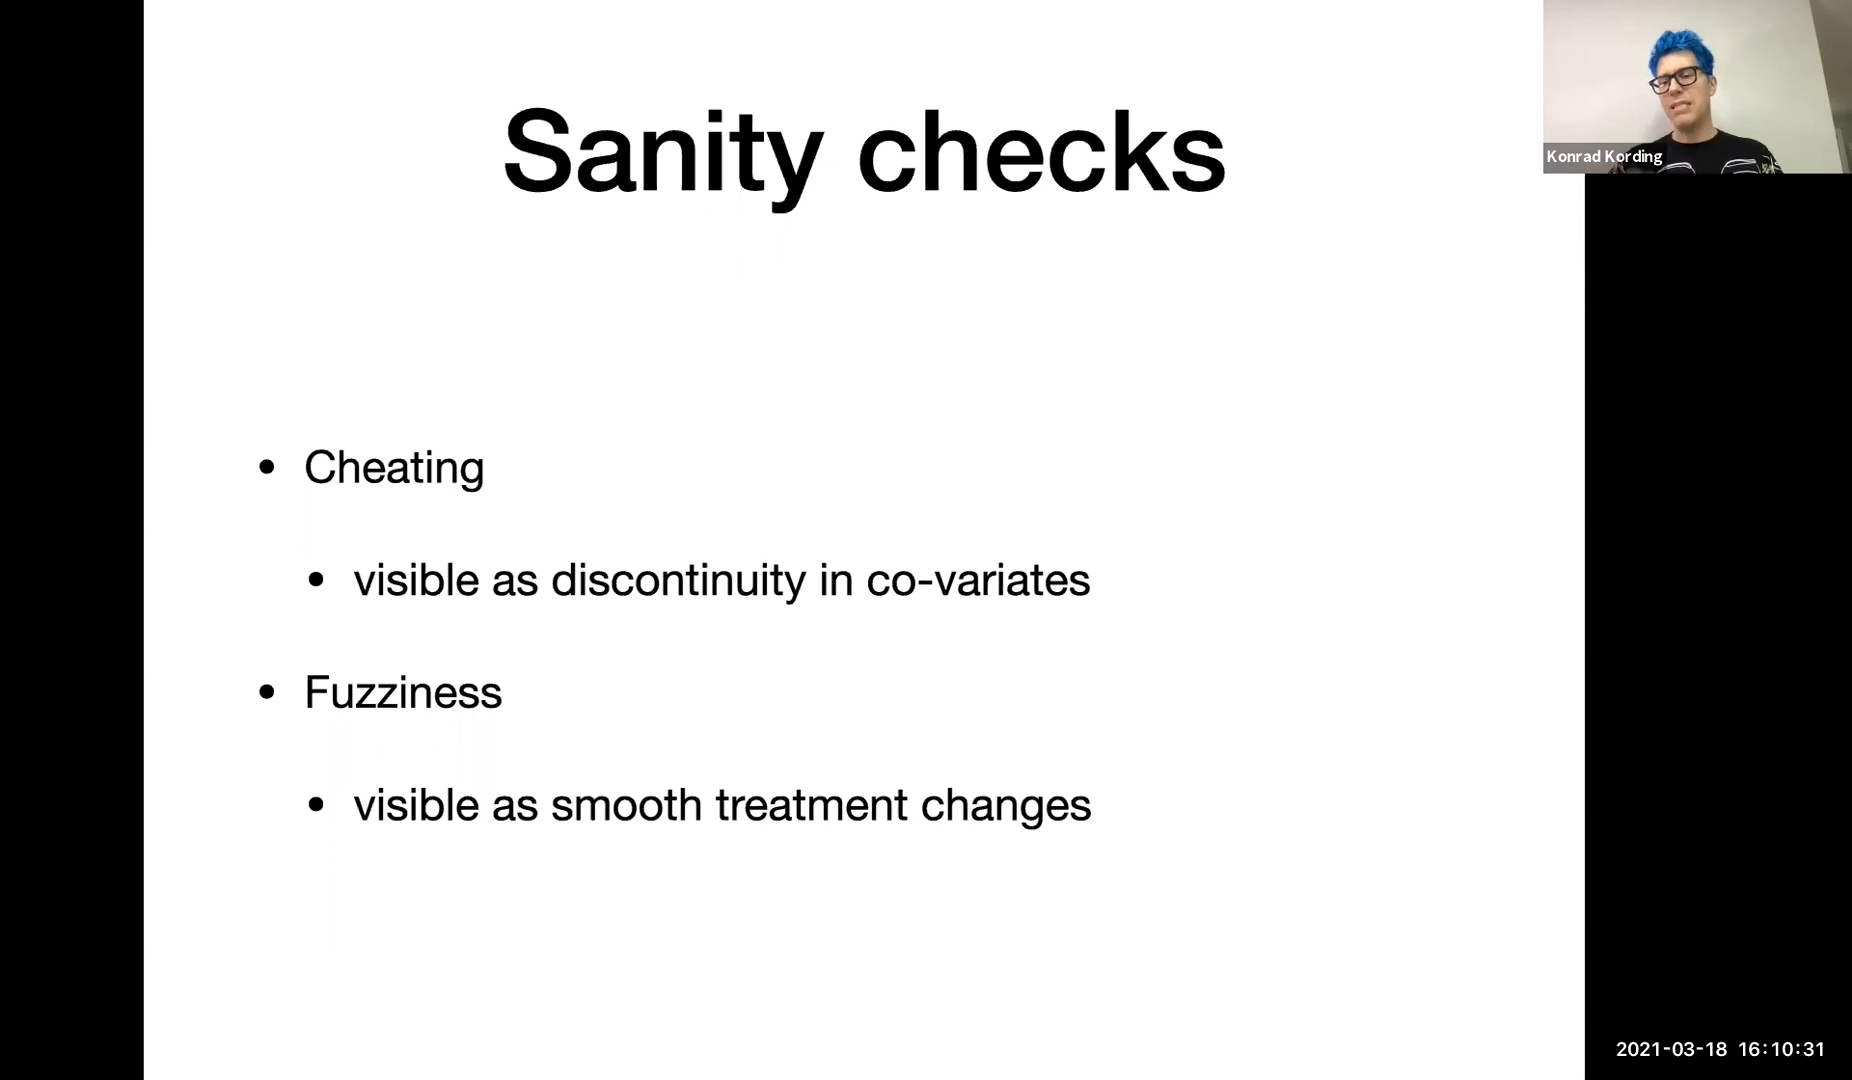 Sanity checks
Konrad Kording
• Cheating
• visible as discontinuity in co-variates
• Fuzziness
• visible as smooth treatment changes
2021-03-18 16:10:31